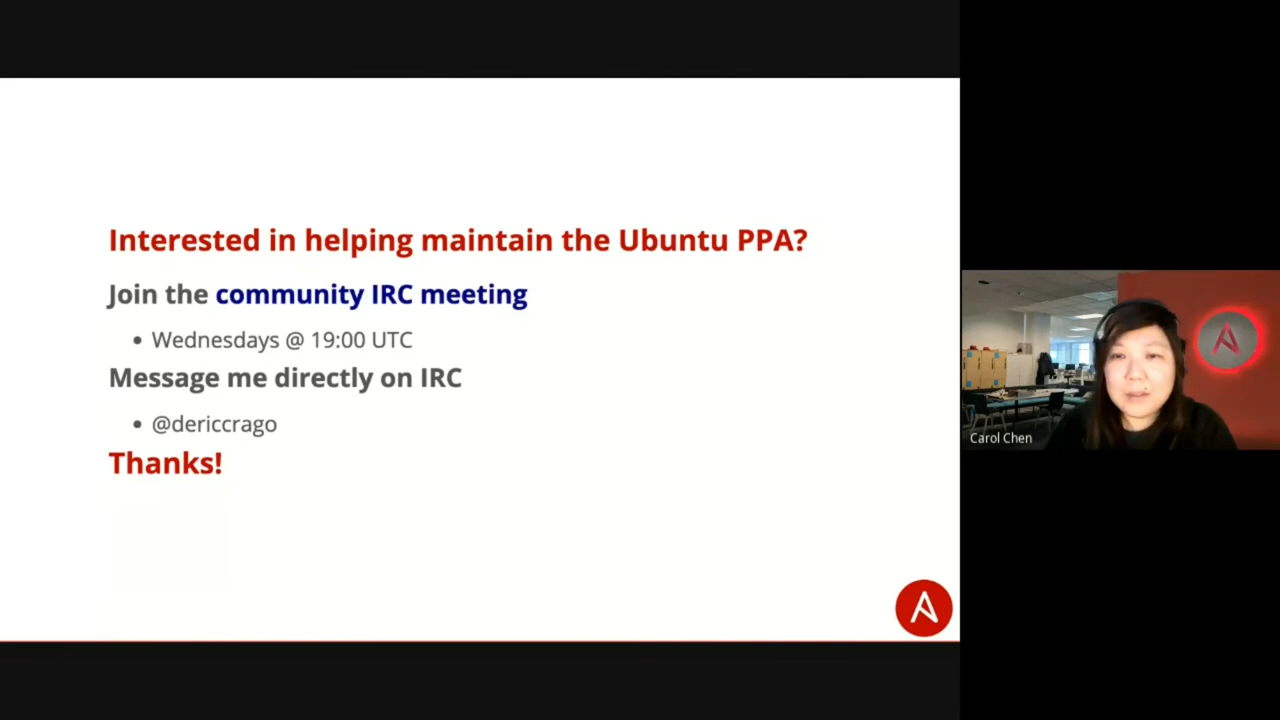 Interested in helping maintain the Ubuntu PPA?
Join the community IRC meeting
• Wednesdays @ 19:00 UTC
Message me directly on IRC
• @dericcrago
Thanks!
Carol Chen